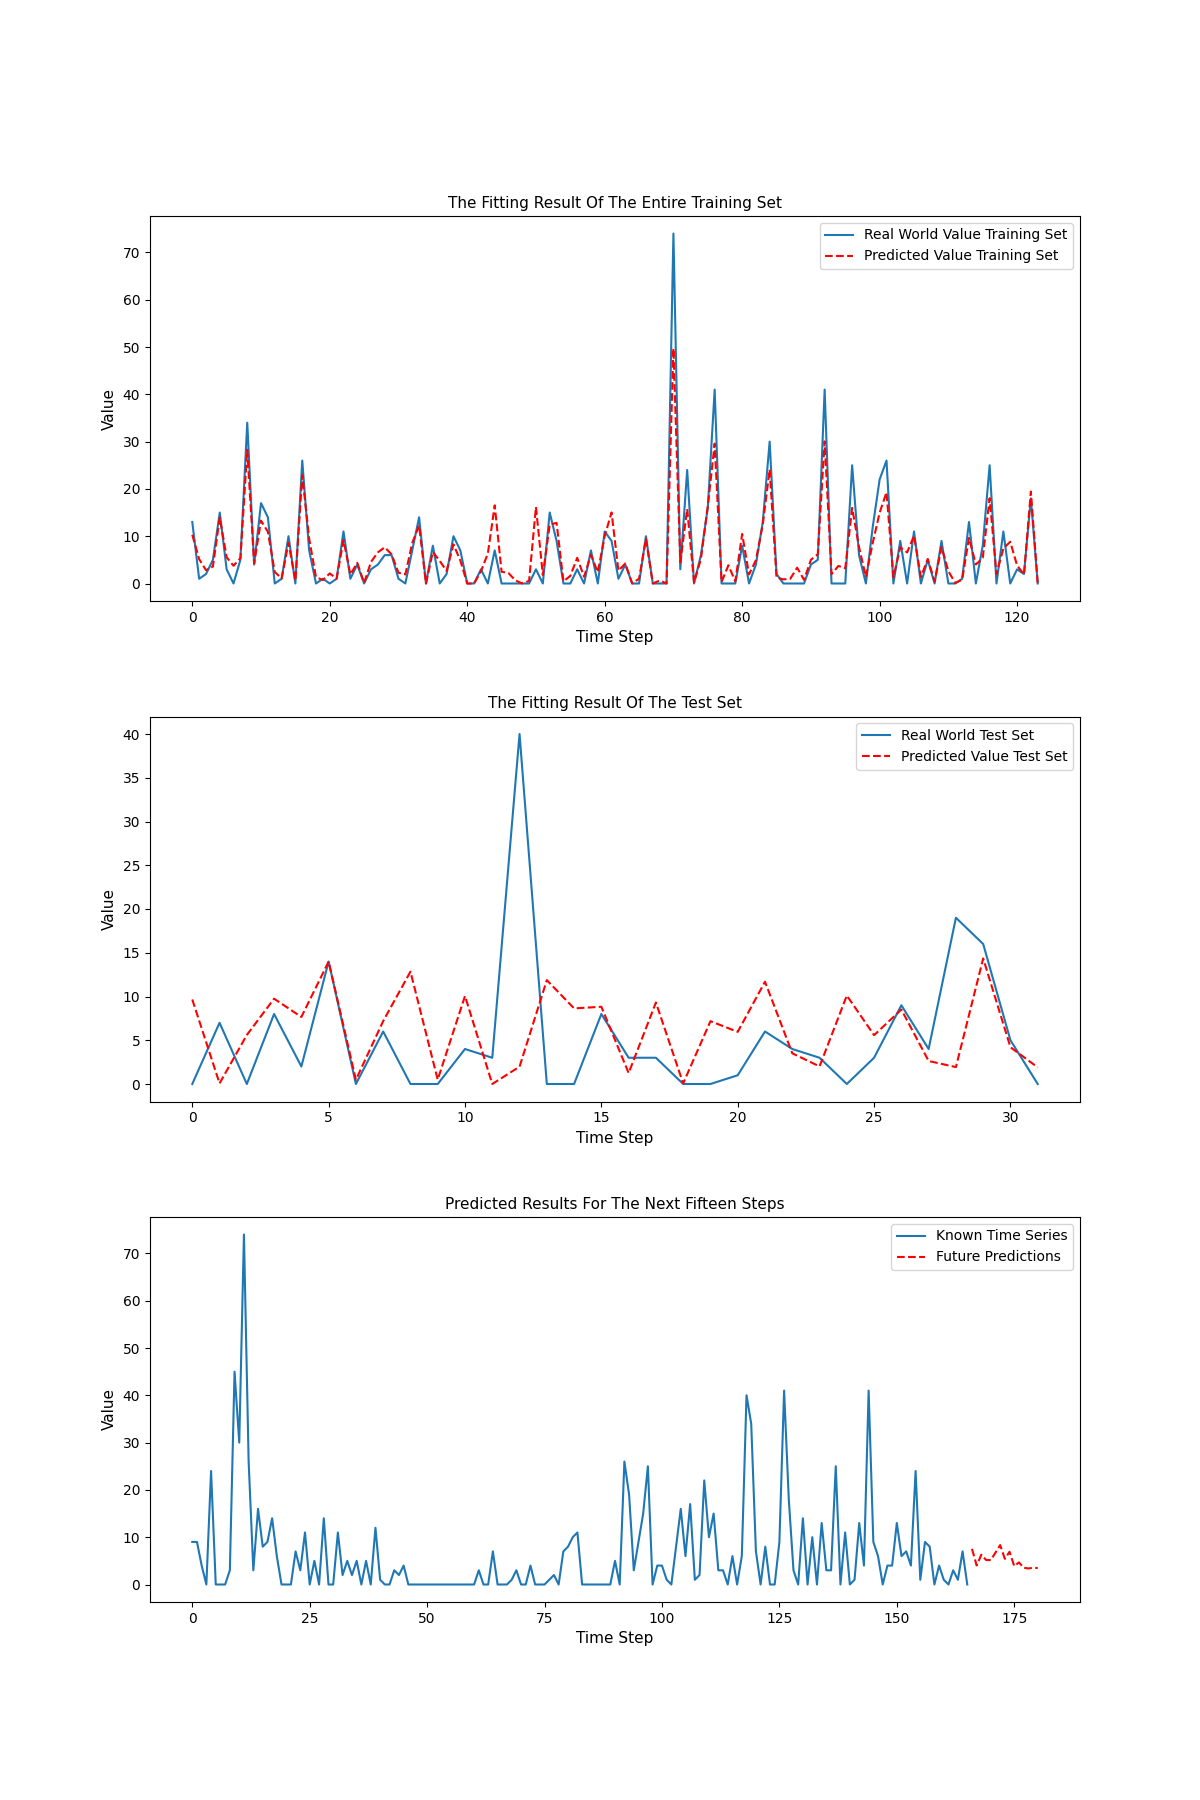 The Fitting Result Of The Entire Training Set
Real World Value Training Set
Predicted Value Training Set
Value
70
60
50
40
30
20
10
0
0 20 40 60 80 100 120
Time Step
The Fitting Result Of The Test Set
Real World Test Set
Predicted Value Test Set
Value
40
35
30
25
20
15
10
5
0
0 5 10 15 20 25 30
Time Step
Predicted Results For The Next Fifteen Steps
Known Time Series
Future Predictions
Value
70
60
50
40
30
20
10
0
0 25 50 75 100 125 150 175
Time Step